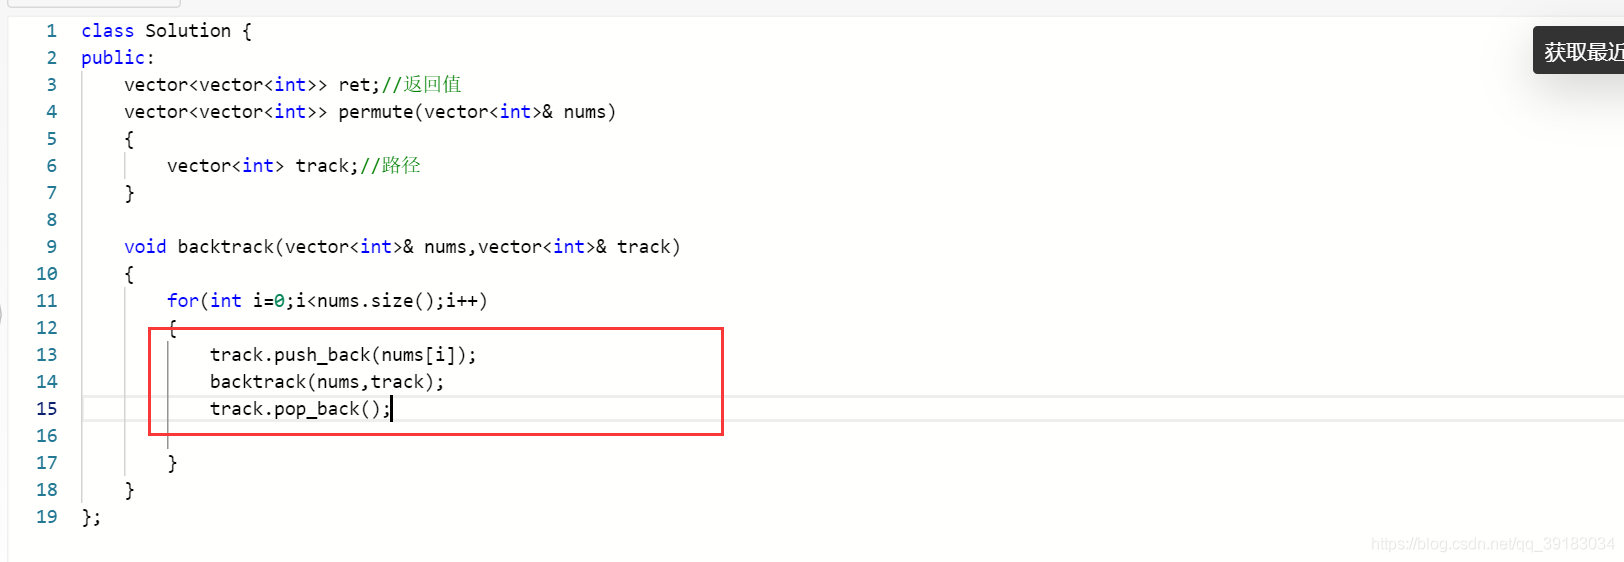 1 class Solution {
2 public:
3 vector<vector<int>> ret;//返回值
4 vector<vector<int>> permute(vector<int>& nums)
5 {
6 vector<int> track;//路径
7 }
8
9 void backtrack(vector<int>& nums,vector<int>& track)
10 {
11 for(int i=0;i<nums.size();i++)
12 {
13 track.push_back(nums[i]);
14 backtrack(nums,track);
15 track.pop_back();
16
17 }
18 }
19 };
获取最近
https://blog.csdn.net/qq_39183034